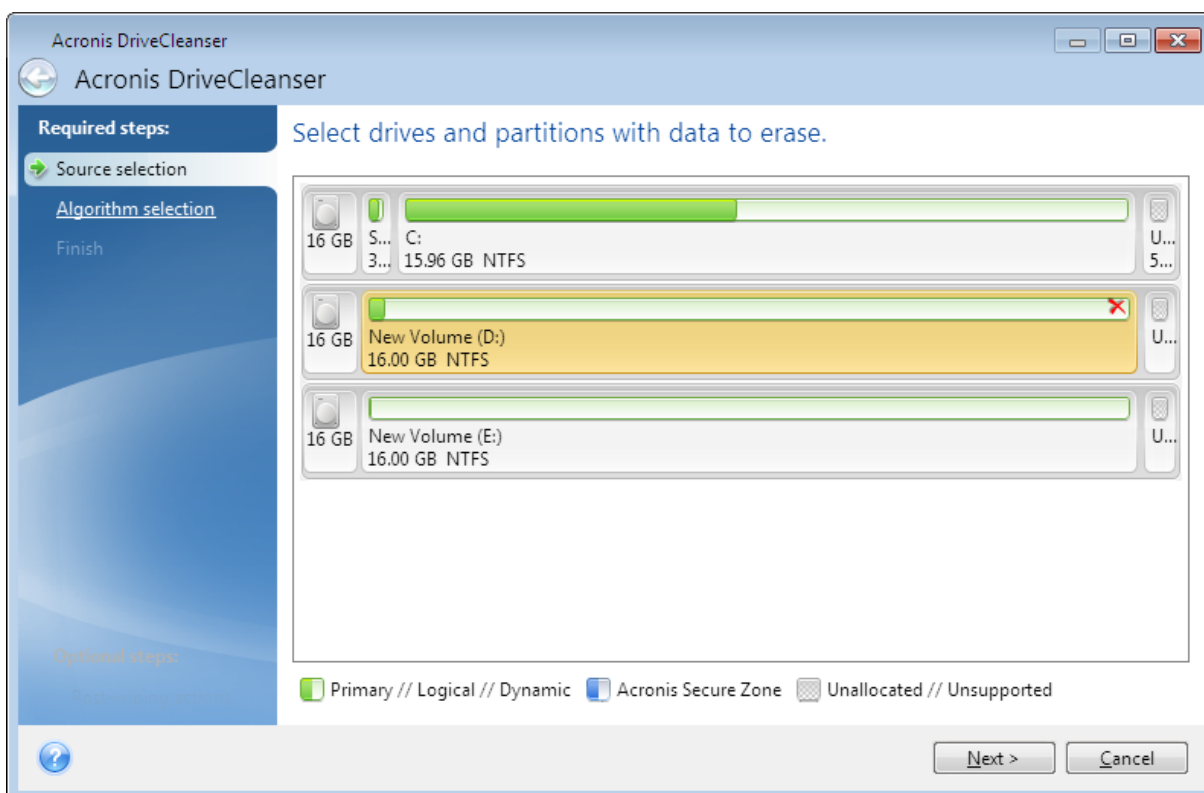 Acronis DriveCleanser
Acronis DriveCleanser
Required steps:
Source selection
Algorithm selection
Finish
Optional steps:
Select drives and partitions with data to erase.
16 GB
S...
3...
C:
15.96 GB NTFS
U...
5...
16 GB
New Volume (D:)
16.00 GB NTFS
U...
16 GB
New Volume (E:)
16.00 GB NTFS
U...
Primary // Logical // Dynamic
Acronis Secure Zone
Unallocated // Unsupported
?
Next >
Cancel